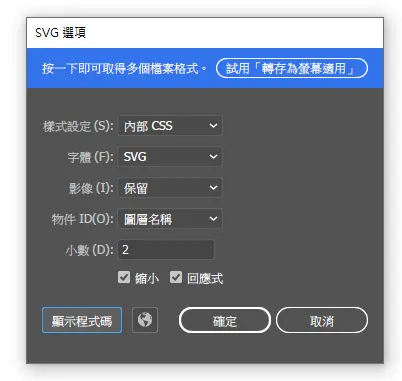 SVG 選項
按一下即可取得多個檔案格式。 試用「轉存為螢幕適用」
樣式設定 (S): 內部 CSS
字體 (F): SVG
影像 (I): 保留
物件 ID(O): 圖層名稱
小數 (D): 2
縮小 回應式
顯示程式碼 確定 取消